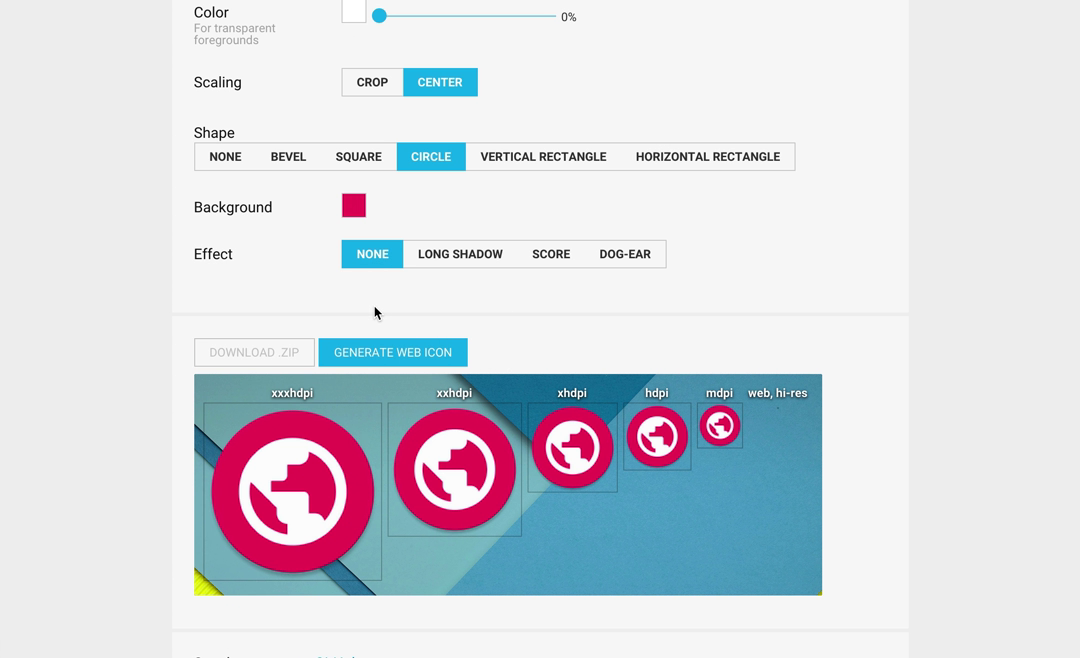 Color
For transparent
foregrounds
0%
Scaling
CROP CENTER
Shape
NONE BEVEL SQUARE CIRCLE VERTICAL RECTANGLE HORIZONTAL RECTANGLE
Background
Effect
NONE LONG SHADOW SCORE DOG-EAR
DOWNLOAD .ZIP GENERATE WEB ICON
xxxhdpi xxhdpi xhdpi hdpi mdpi web, hi-res